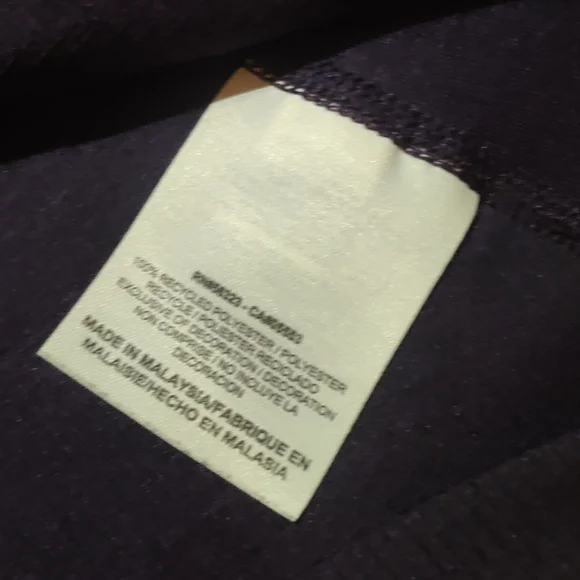 100% RECYCLED POLYESTER / POLYESTER
RECYCLE / POLIESTER RECICLADO
EXCLUSIVE OF DECORATION / DECORATION
NON COMPRISE / NO INCLUYE LA
DECORACION
MADE IN MALAYSIA/FABRIQUE EN
MALAISIE/HECHO EN MALASIA